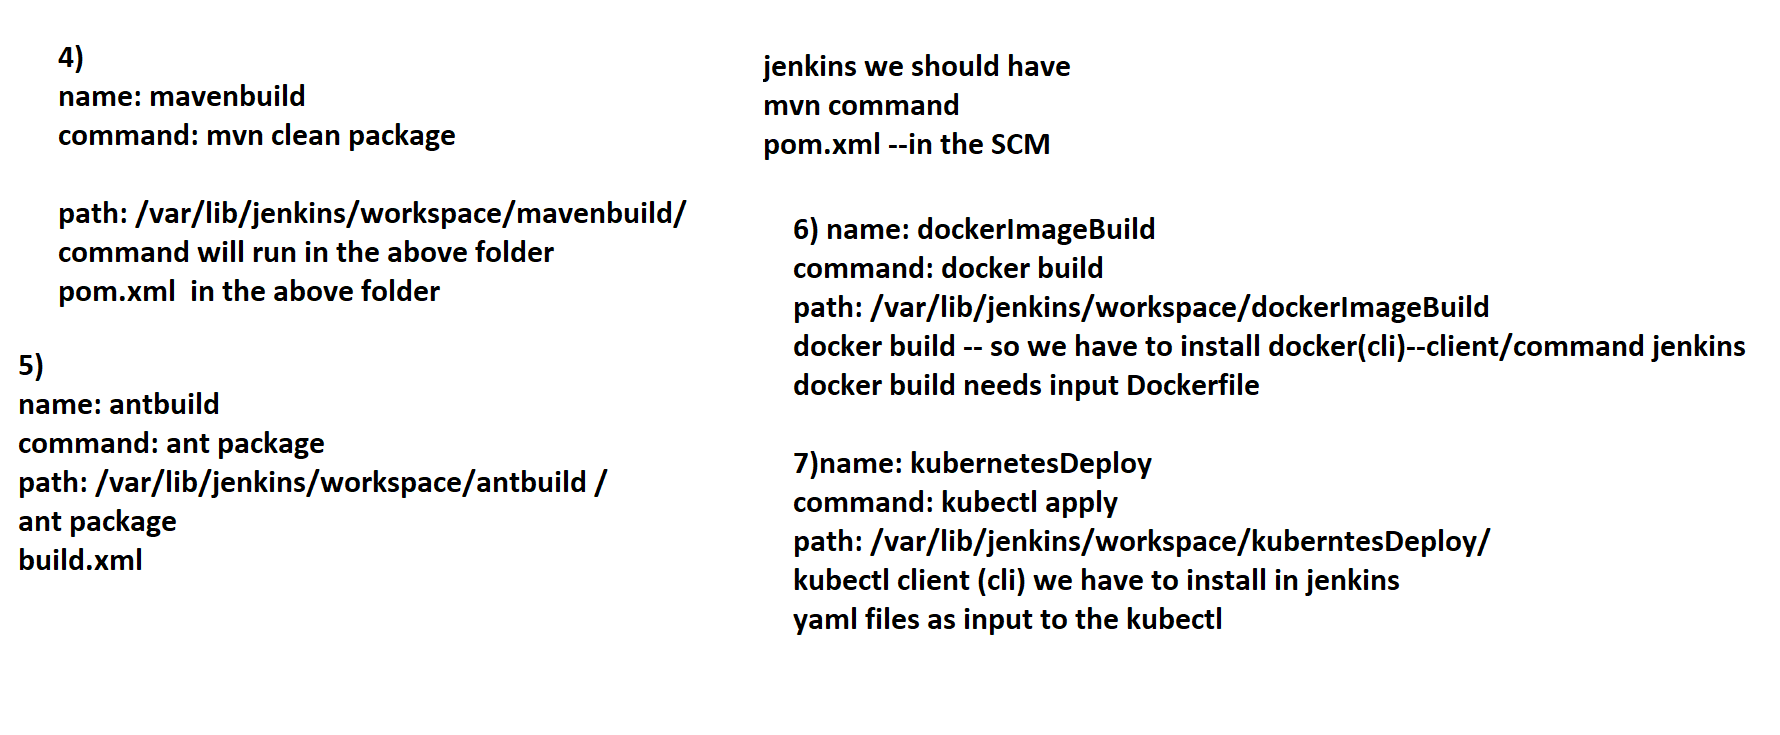 4)
name: mavenbuild
command: mvn clean package
path: /var/lib/jenkins/workspace/mavenbuild/
command will run in the above folder
pom.xml  in the above folder
jenkins we should have
mvn command
pom.xml --in the SCM
5)
name: antbuild
command: ant package
path: /var/lib/jenkins/workspace/antbuild /
ant package
build.xml
6) name: dockerImageBuild
command: docker build
path: /var/lib/jenkins/workspace/dockerImageBuild
docker build -- so we have to install docker(cli)--client/command jenkins
docker build needs input Dockerfile
7)name: kubernetesDeploy
command: kubectl apply
path: /var/lib/jenkins/workspace/kuberntesDeploy/
kubectl client (cli) we have to install in jenkins
yaml files as input to the kubectl